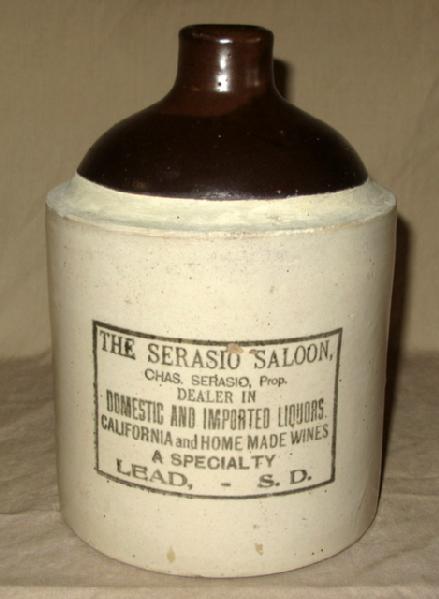 THE SERASIO SALOON,
CHAS. SERASIO, Prop.
DEALER IN
DOMESTIC AND IMPORTED LIQUORS.
CALIFORNIA and HOME MADE WINES
A SPECIALTY
LEAD, - S. D.